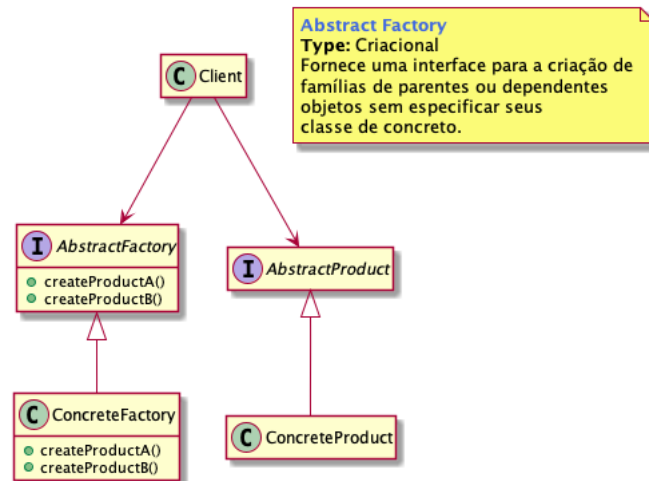 Abstract Factory
Type: Criacional
Fornece uma interface para a criação de
famílias de parentes ou dependentes
objetos sem especificar seus
classe de concreto.
C Client
I AbstractFactory
createProductA()
createProductB()
I AbstractProduct
C ConcreteFactory
createProductA()
createProductB()
C ConcreteProduct